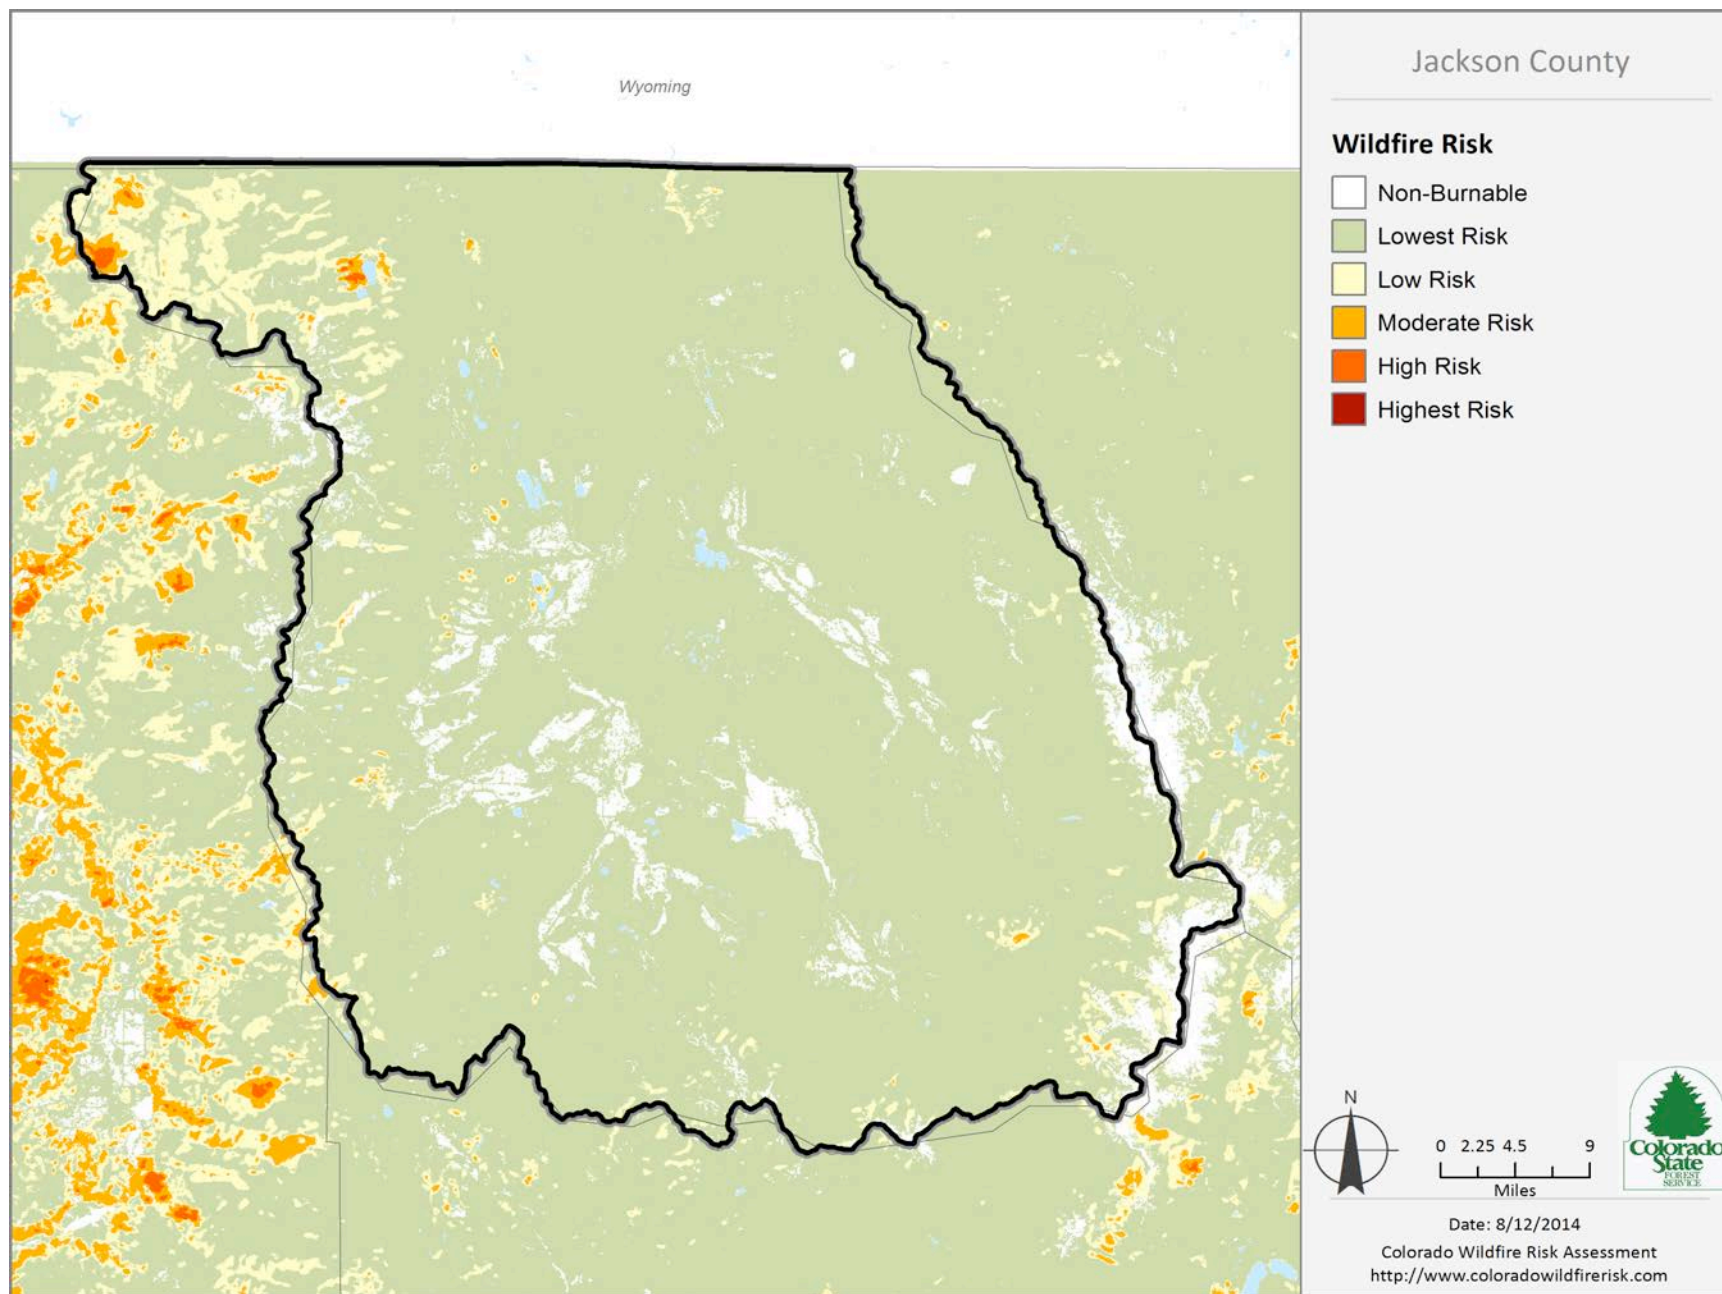 Wyoming
Jackson County
Wildfire Risk
Non-Burnable
Lowest Risk
Low Risk
Moderate Risk
High Risk
Highest Risk
N
0 2.25 4.5 9
Miles
Colorado
State
FOREST
SERVICE
Date: 8/12/2014
Colorado Wildfire Risk Assessment
http://www.coloradowildfirerisk.com